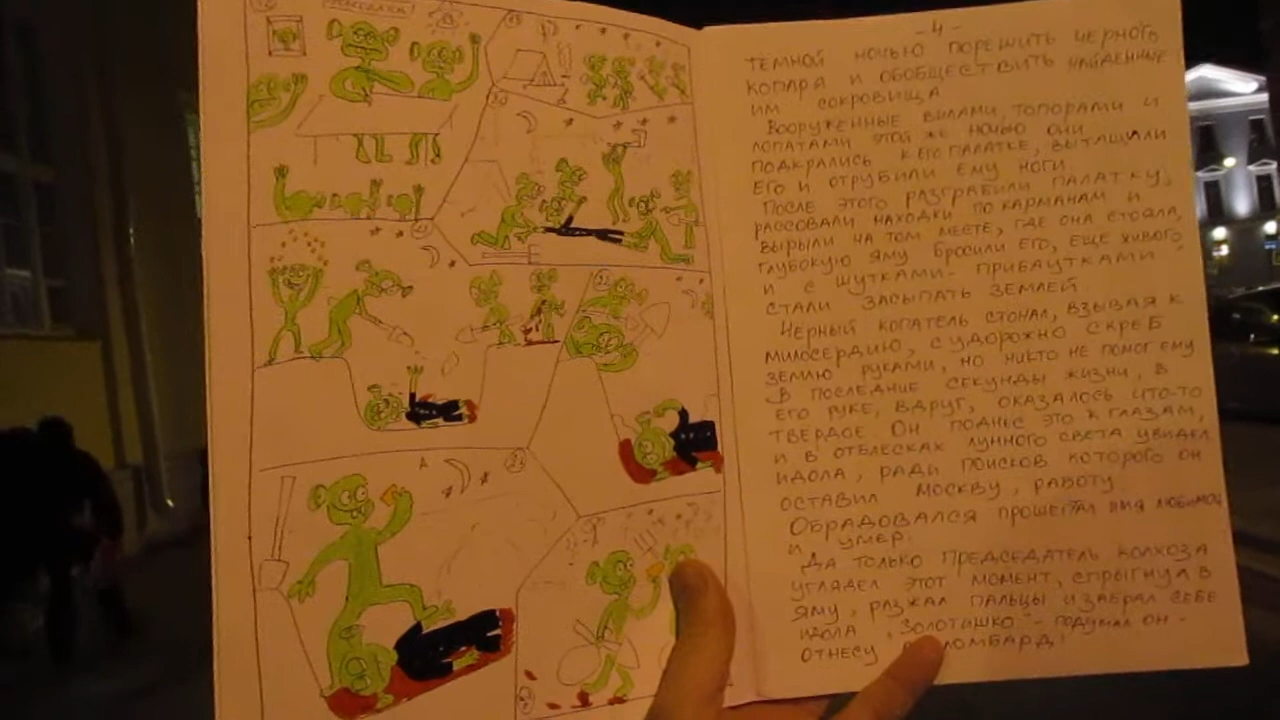 - 4 -
ТЕМНОЙ НОЧЬЮ ПОРЕШИТЬ ЧЕРНОГО
КОПАРЯ И ОБОБЩЕСТВИТЬ НАЙДЕННЫЕ
ИМ СОКРОВИЩА
ВООРУЖЕННЫЕ ВИЛАМИ, ТОПОРАМИ И
ЛОПАТАМИ ЭТОЙ ЖЕ НОЧЬЮ ОНИ
ПОДКРАЛИСЬ К ЕГО ПАЛАТКЕ, ВЫТАЩИЛИ
ЕГО И ОТРУБИЛИ ЕМУ НОГИ.
ПОСЛЕ ЭТОГО РАЗГРАБИЛИ ПАЛАТКУ,
РАССОВАЛИ НАХОДКИ ПО КАРМАНАМ И
ВЫРЫЛИ НА ТОМ МЕСТЕ, ГДЕ ОНА СТОЯЛА,
ГЛУБОКУЮ ЯМУ БРОСИЛИ ЕГО, ЕЩЕ ЖИВОГО,
И С ШУТКАМИ-ПРИБАУТКАМИ
СТАЛИ ЗАСЫПАТЬ ЗЕМЛЕЙ
ЧЕРНЫЙ КОПАТЕЛЬ СТОНАЛ, ВЗЫВАЯ К
МИЛОСЕРДИЮ, СУДОРОЖНО СКРЕБ
ЗЕМЛЮ РУКАМИ, НО НИКТО НЕ ПОМОГ ЕМУ
В ПОСЛЕДНИЕ СЕКУНДЫ ЖИЗНИ, В
ЕГО РУКЕ, ВДРУГ, ОКАЗАЛОСЬ ЧТО-ТО
ТВЕРДОЕ. ОН ПОДНЕС ЭТО К ГЛАЗАМ,
И В ОТБЛЕСКАХ ЛУННОГО СВЕТА УВИДЕЛ
ИДОЛА, РАДИ ПОИСКОВ КОТОРОГО ОН
ОСТАВИЛ МОСКВУ, РАБОТУ
ОБРАДОВАЛСЯ ПРОШЕПТАЛ ИМЯ ЛЮБИМОЙ
И УМЕР.
ДА ТОЛЬКО ПРЕДСЕДАТЕЛЬ КОЛХОЗА
УГЛЯДЕЛ ЭТОТ МОМЕНТ, СПРЫГНУЛ В
ЯМУ, РАЗЖАЛ ПАЛЬЦЫ И ЗАБРАЛ СЕБЕ
ИДОЛА "ЗОЛОТИШКО" - ПОДУМАЛ ОН -
ОТНЕСУ ЛОМБАРД!